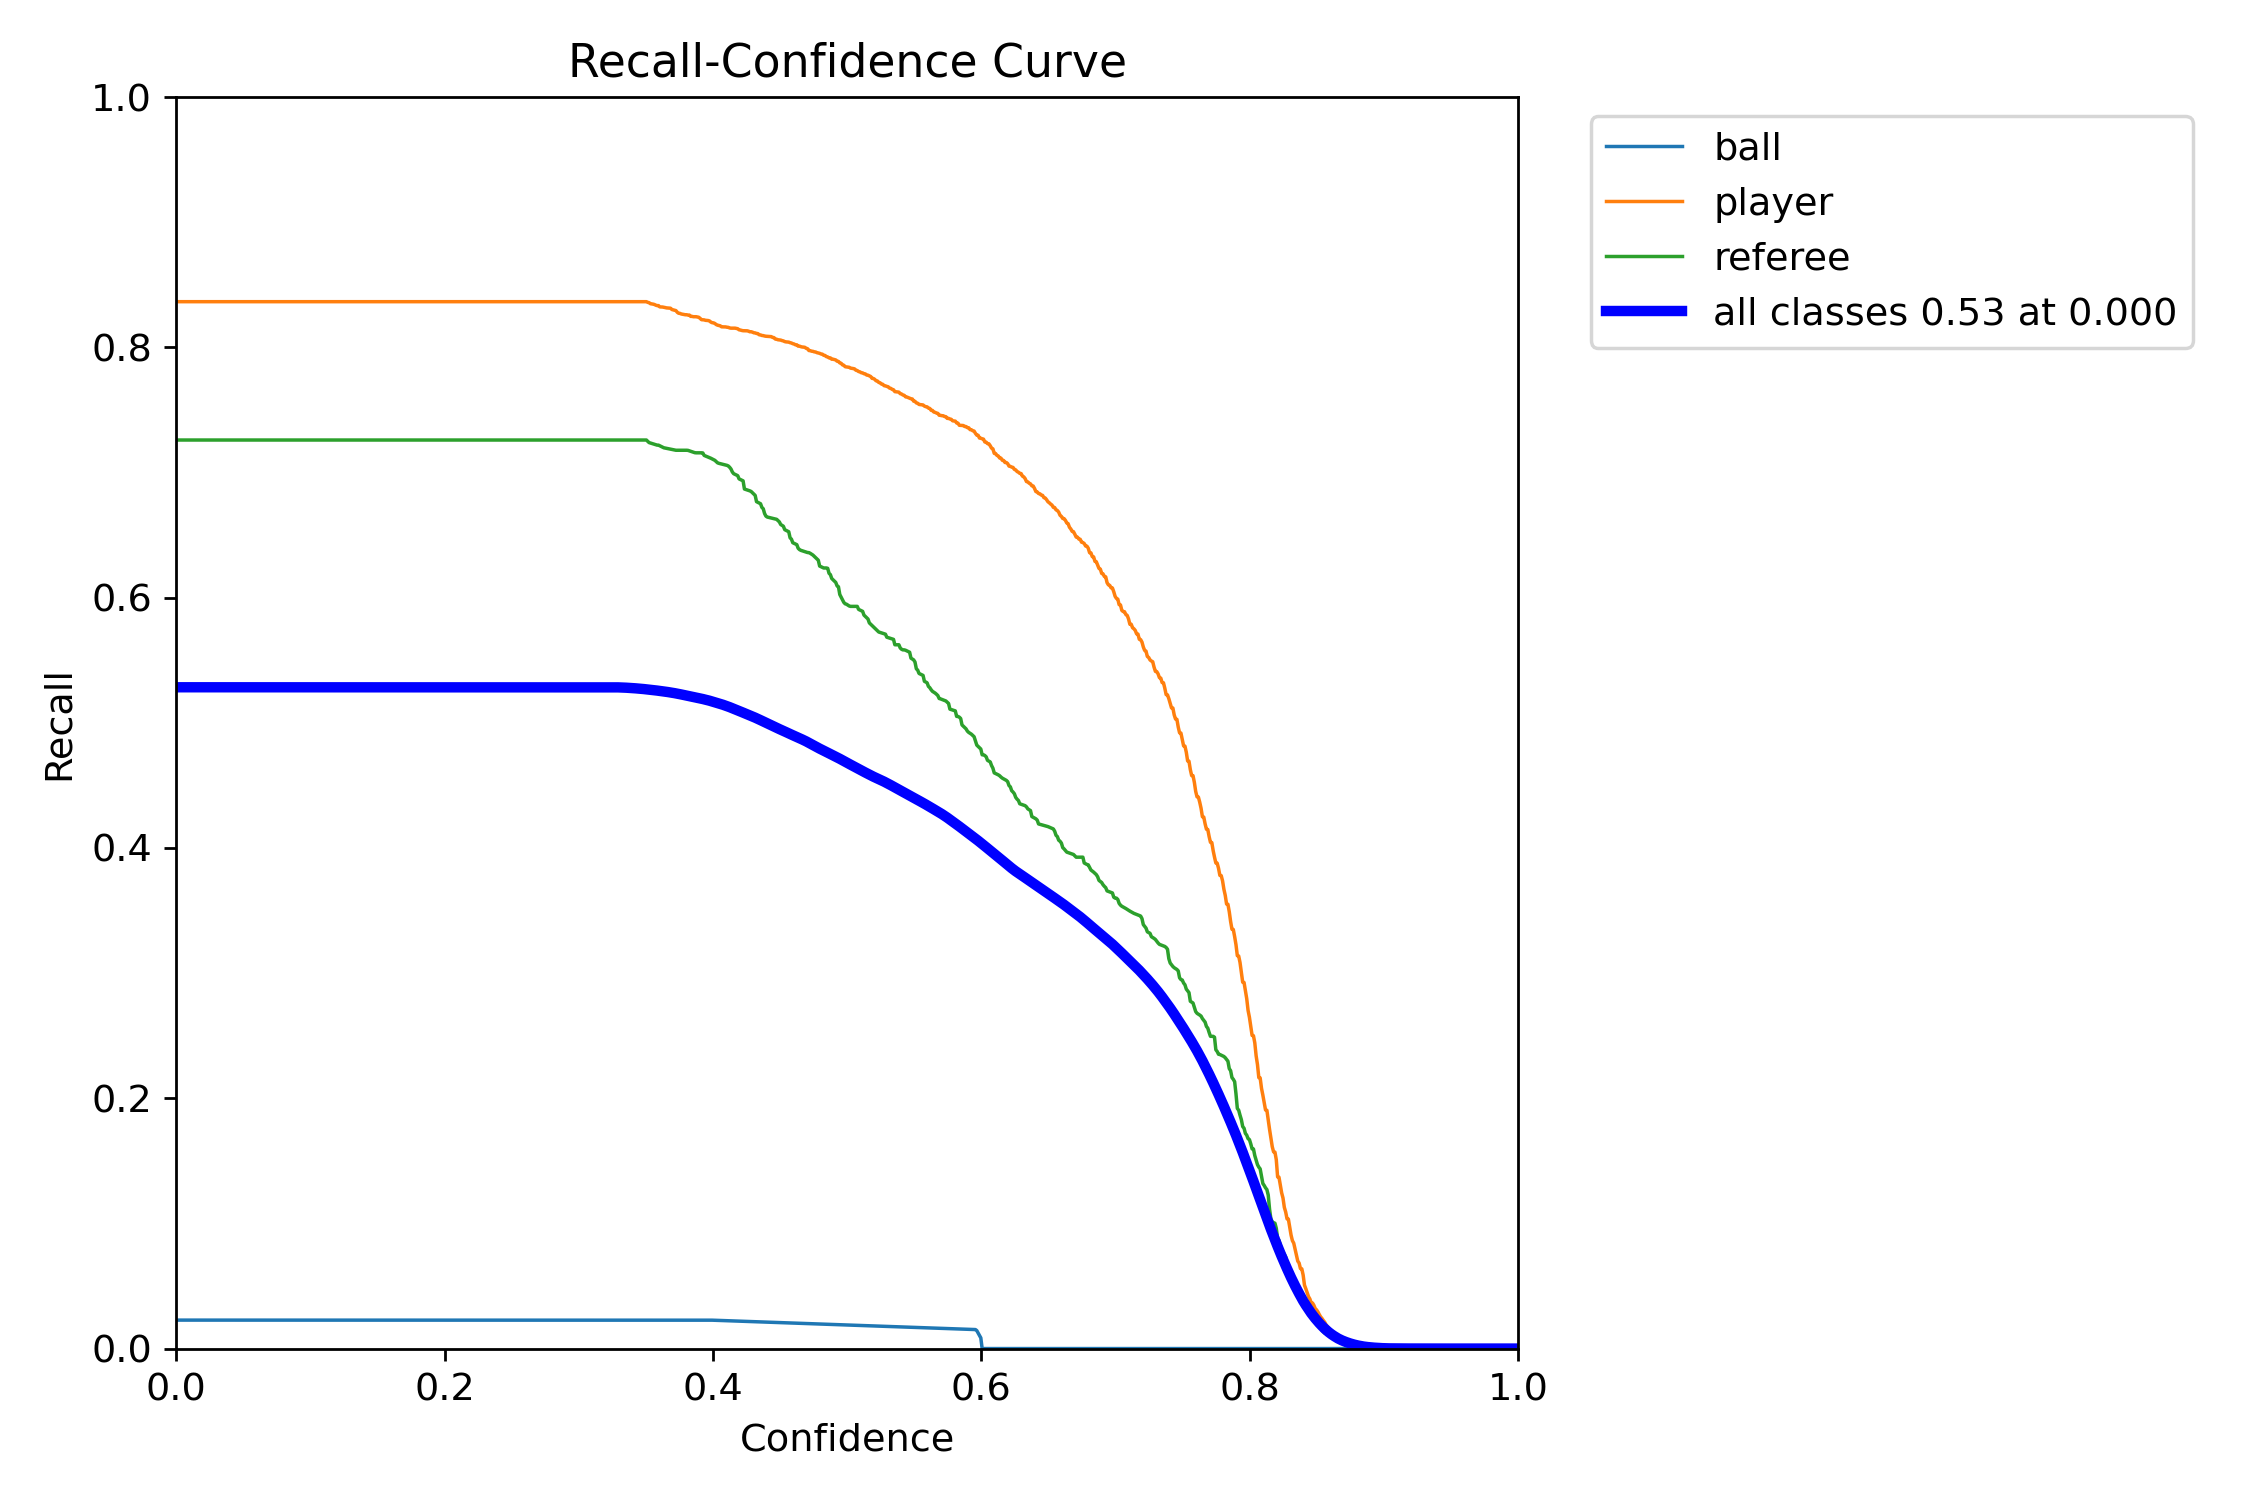 Recall-Confidence Curve
1.0
0.8
0.6
0.4
0.2
0.0
Recall
0.0 0.2 0.4 0.6 0.8 1.0
Confidence
ball
player
referee
all classes 0.53 at 0.000